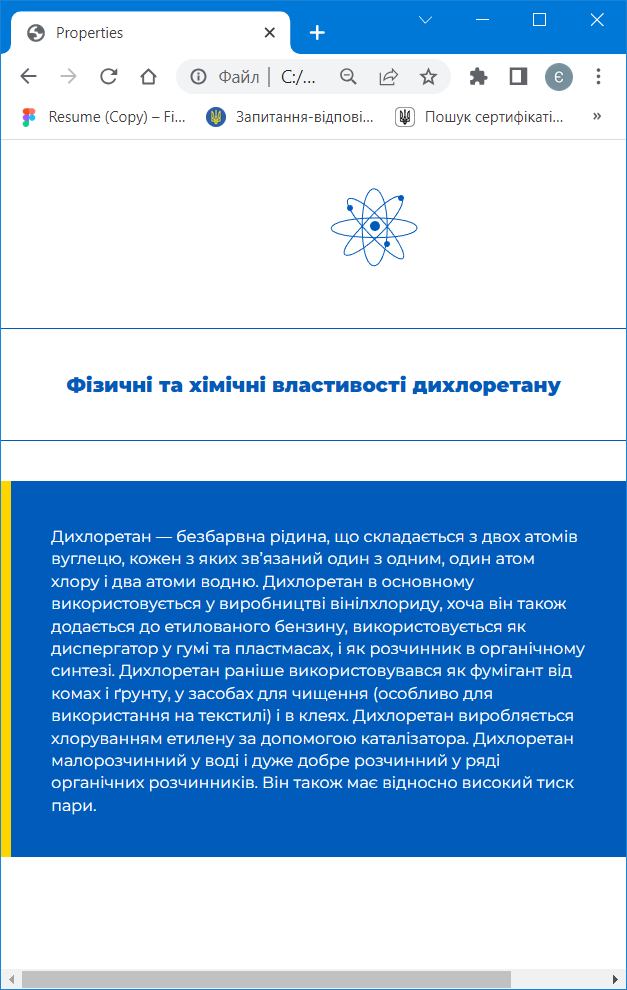 Properties
Файл | C:/...
Є
Resume (Copy) – Fi... Запитання-відпові... Пошук сертифікаті... »
Фізичні та хімічні властивості дихлоретану
Дихлоретан — безбарвна рідина, що складається з двох атомів
вуглецю, кожен з яких зв’язаний один з одним, один атом
хлору і два атоми водню. Дихлоретан в основному
використовується у виробництві вінілхлориду, хоча він також
додається до етилованого бензину, використовується як
диспергатор у гумі та пластмасах, і як розчинник в органічному
синтезі. Дихлоретан раніше використовувався як фумігант від
комах і ґрунту, у засобах для чищення (особливо для
використання на текстилі) і в клеях. Дихлоретан виробляється
хлоруванням етилену за допомогою каталізатора. Дихлоретан
малорозчинний у воді і дуже добре розчинний у ряді
органічних розчинників. Він також має відносно високий тиск
пари.